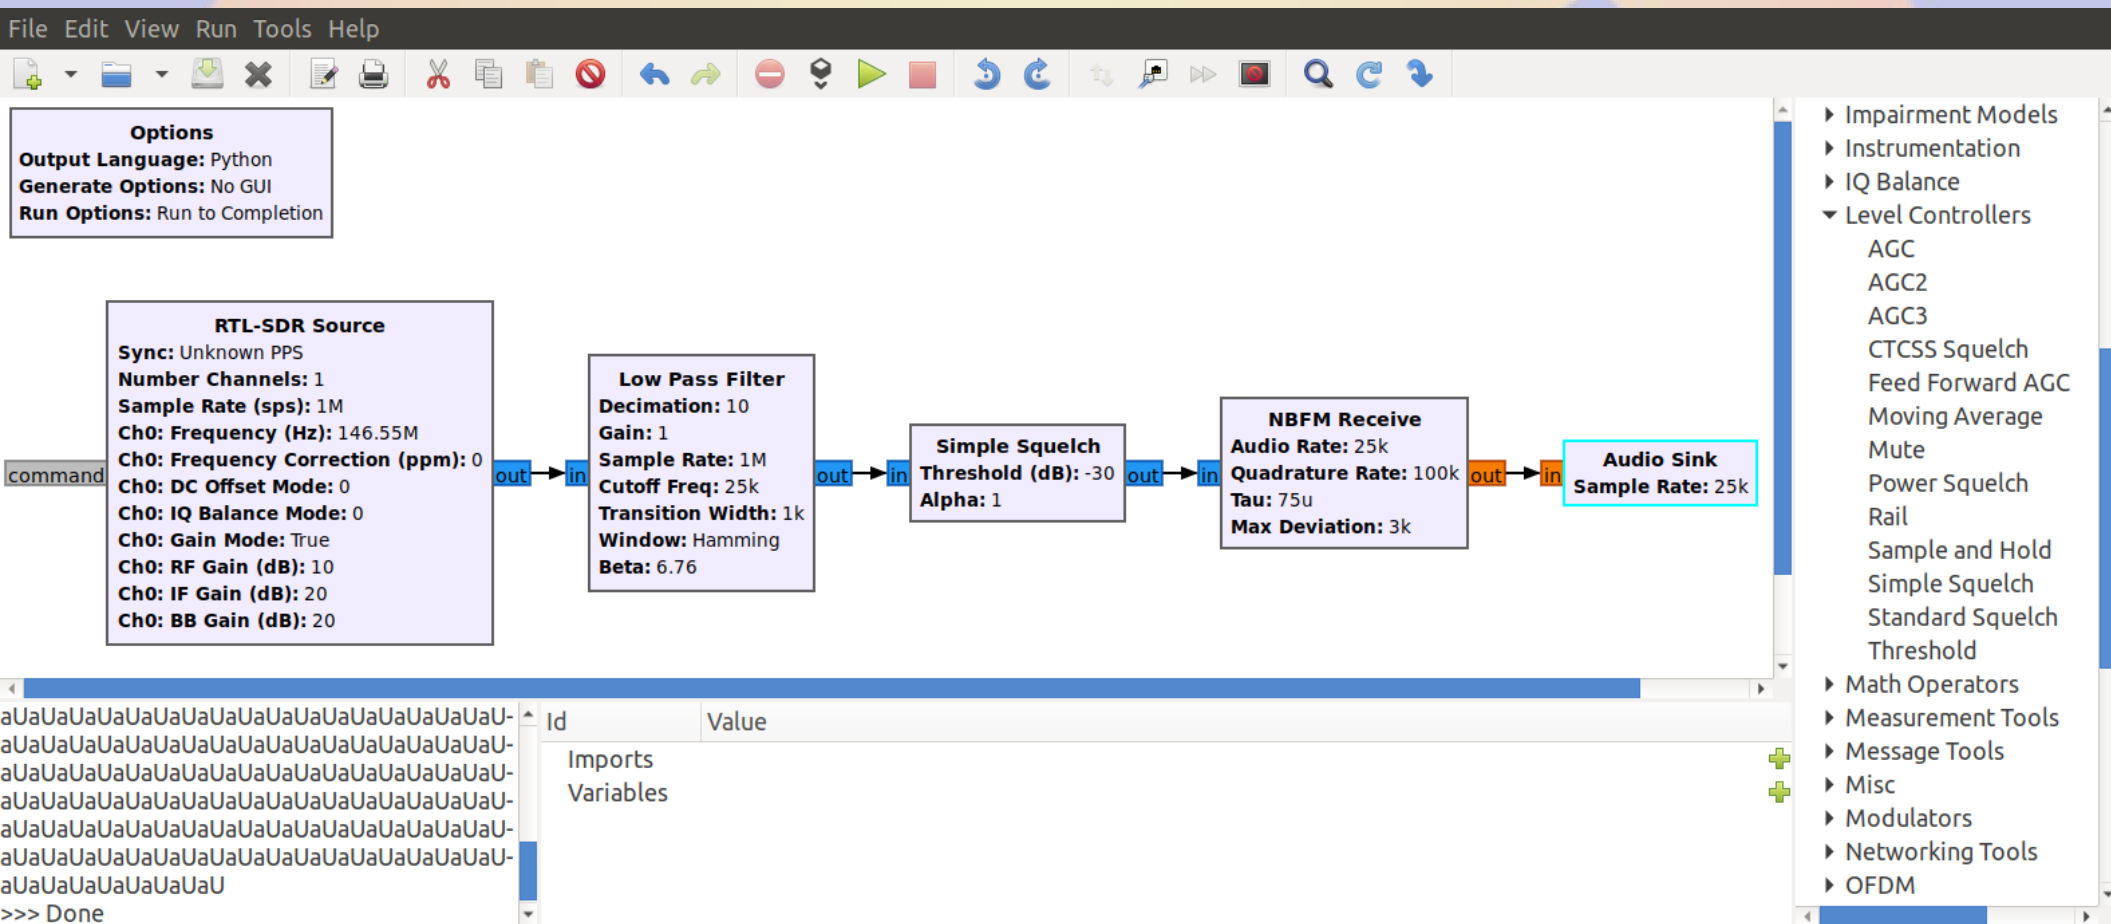 File Edit View Run Tools Help
Options
Output Language: Python
Generate Options: No GUI
Run Options: Run to Completion
command
RTL-SDR Source
Sync: Unknown PPS
Number Channels: 1
Sample Rate (sps): 1M
Ch0: Frequency (Hz): 146.55M
Ch0: Frequency Correction (ppm): 0
Ch0: DC Offset Mode: 0
Ch0: IQ Balance Mode: 0
Ch0: Gain Mode: True
Ch0: RF Gain (dB): 10
Ch0: IF Gain (dB): 20
Ch0: BB Gain (dB): 20
out
in
Low Pass Filter
Decimation: 10
Gain: 1
Sample Rate: 1M
Cutoff Freq: 25k
Transition Width: 1k
Window: Hamming
Beta: 6.76
out
in
Simple Squelch
Threshold (dB): -30
Alpha: 1
out
in
NBFM Receive
Audio Rate: 25k
Quadrature Rate: 100k
Tau: 75u
Max Deviation: 3k
out
in
Audio Sink
Sample Rate: 25k
Impairment Models
Instrumentation
IQ Balance
Level Controllers
AGC
AGC2
AGC3
CTCSS Squelch
Feed Forward AGC
Moving Average
Mute
Power Squelch
Rail
Sample and Hold
Simple Squelch
Standard Squelch
Threshold
Math Operators
Measurement Tools
Message Tools
Misc
Modulators
Networking Tools
OFDM
aUaUaUaUaUaUaUaUaUaUaUaUaUaUaUaUaUaU-
aUaUaUaUaUaUaUaUaUaUaUaUaUaUaUaUaUaU-
aUaUaUaUaUaUaUaUaUaUaUaUaUaUaUaUaUaU-
aUaUaUaUaUaUaUaUaUaUaUaUaUaUaUaUaUaU-
aUaUaUaUaUaUaUaUaUaUaUaUaUaUaUaUaUaU-
aUaUaUaUaUaUaUaUaUaUaUaUaUaUaUaUaUaU-
aUaUaUaUaUaUaUaU
>>> Done
Id Value
Imports
Variables